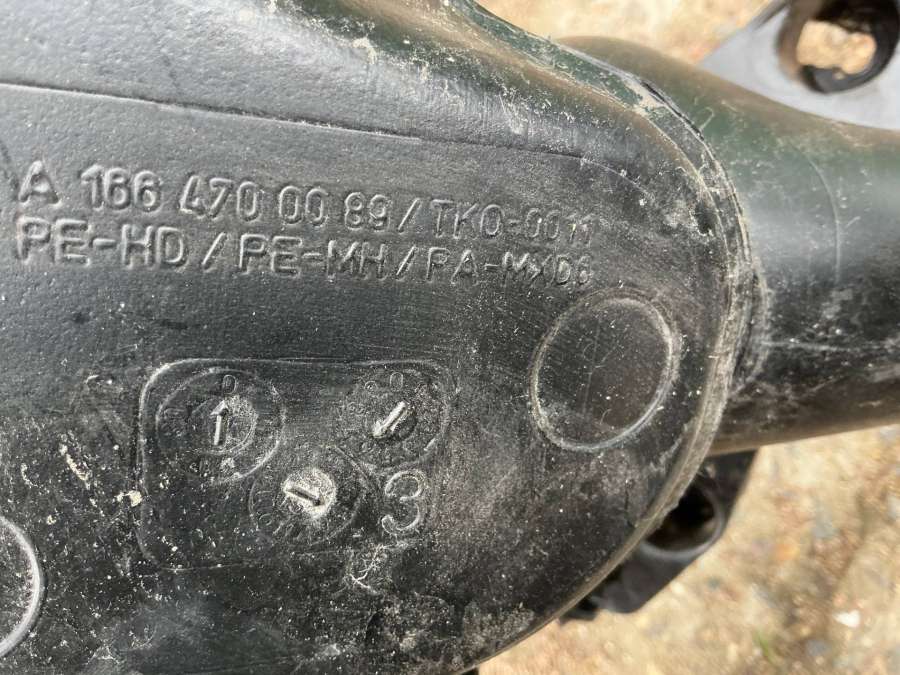 A 166 470 00 89 / TKO-0011
PE-HD / PE-MH / PA-MXD6
3